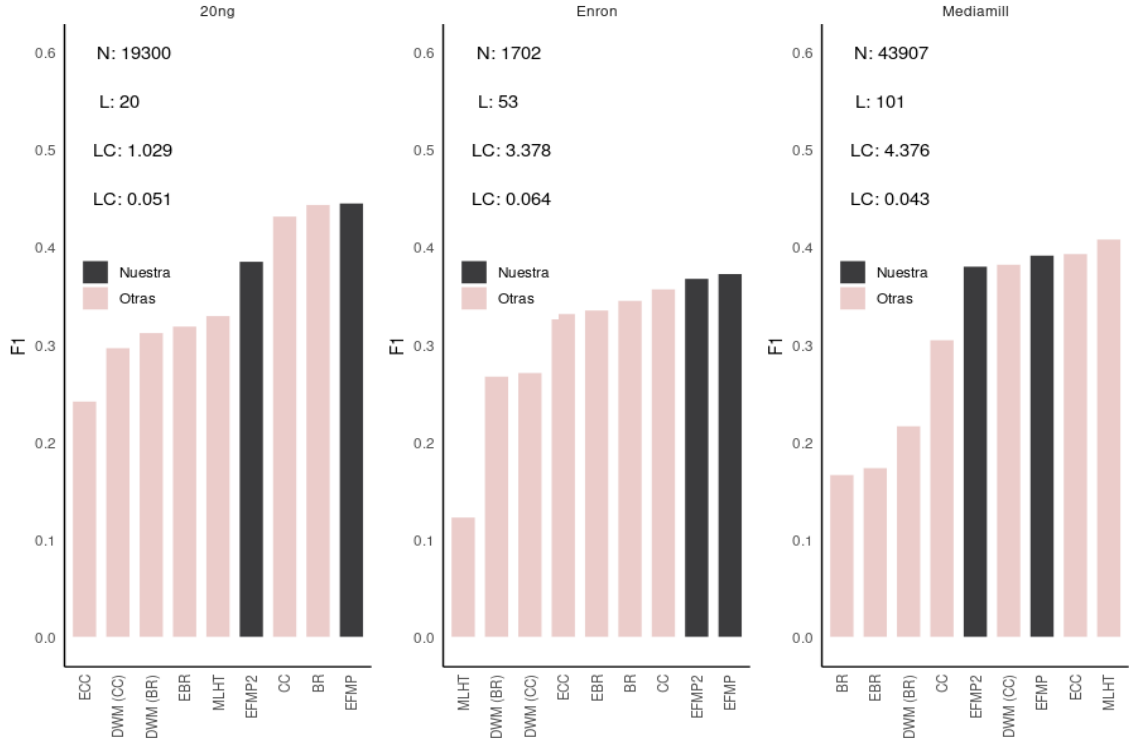 20ng
N: 19300
L: 20
LC: 1.029
LC: 0.051
Nuestra
Otras
F1
0.6
0.5
0.4
0.3
0.2
0.1
0.0
ECC
DWM (CC)
DWM (BR)
EBR
MLHT
EFMP2
CC
BR
EFMP
Enron
N: 1702
L: 53
LC: 3.378
LC: 0.064
Nuestra
Otras
F1
0.6
0.5
0.4
0.3
0.2
0.1
0.0
MLHT
DWM (BR)
DWM (CC)
ECC
EBR
BR
CC
EFMP2
EFMP
Mediamill
N: 43907
L: 101
LC: 4.376
LC: 0.043
Nuestra
Otras
F1
0.6
0.5
0.4
0.3
0.2
0.1
0.0
BR
EBR
DWM (BR)
CC
EFMP2
DWM (CC)
EFMP
ECC
MLHT